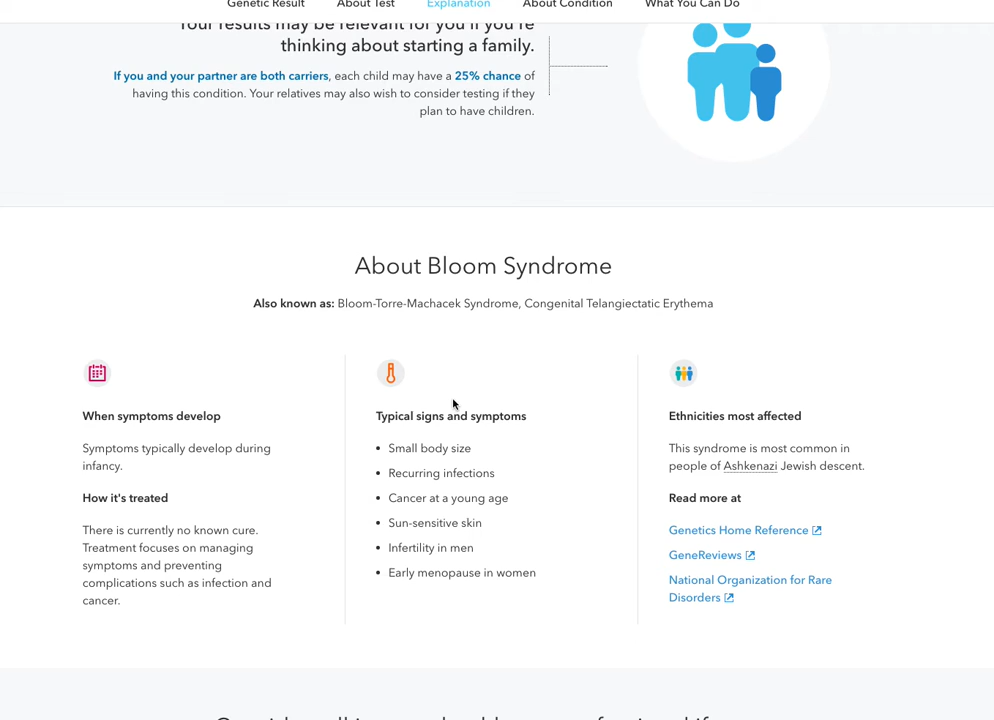 Genetic Result About Test Explanation About Condition What You Can Do
Your results may be relevant for you if you're
thinking about starting a family.
If you and your partner are both carriers, each child may have a 25% chance of
having this condition. Your relatives may also wish to consider testing if they
plan to have children.
About Bloom Syndrome
Also known as: Bloom-Torre-Machacek Syndrome, Congenital Telangiectatic Erythema
When symptoms develop
Symptoms typically develop during
infancy.
How it's treated
There is currently no known cure.
Treatment focuses on managing
symptoms and preventing
complications such as infection and
cancer.
Typical signs and symptoms
• Small body size
• Recurring infections
• Cancer at a young age
• Sun-sensitive skin
• Infertility in men
• Early menopause in women
Ethnicities most affected
This syndrome is most common in
people of Ashkenazi Jewish descent.
Read more at
Genetics Home Reference
GeneReviews
National Organization for Rare
Disorders